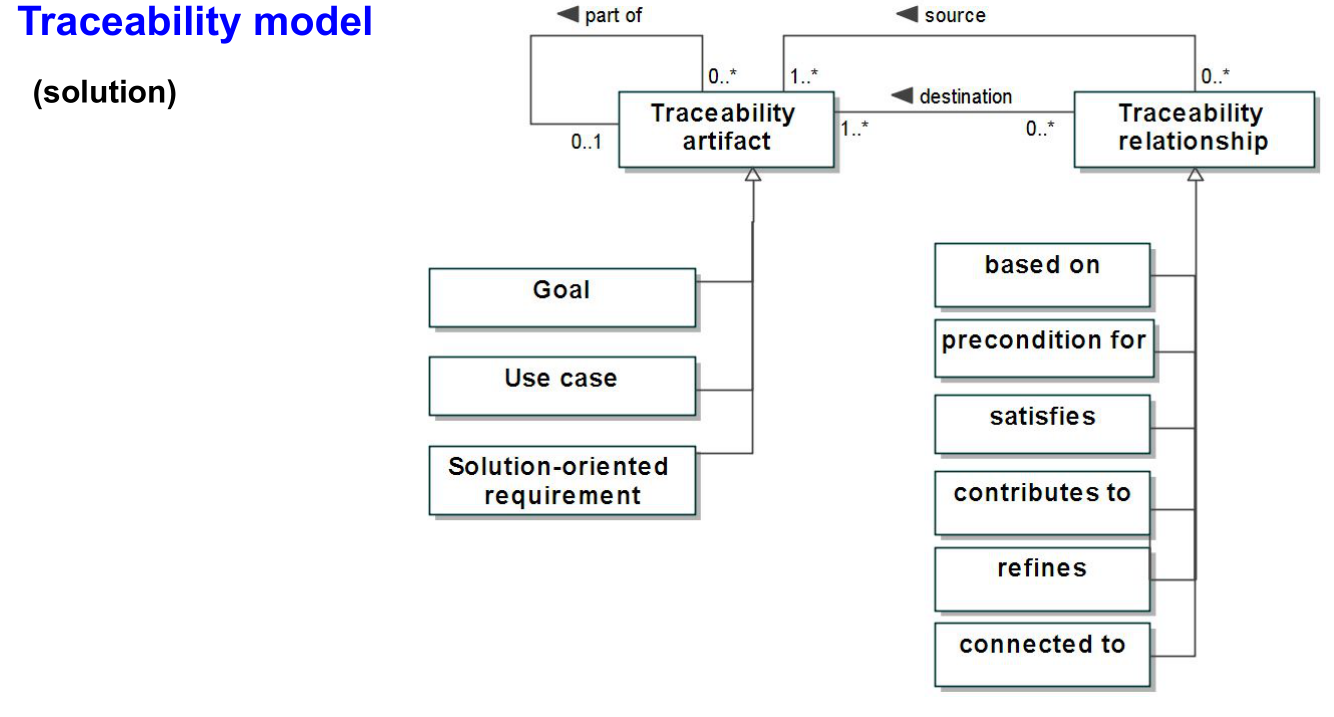 Traceability model
(solution)
part of
source
0..*
1..*
0..*
destination
Traceability
artifact
0..1
1..*
0..*
Traceability
relationship
Goal
Use case
Solution-oriented
requirement
based on
precondition for
satisfies
contributes to
refines
connected to